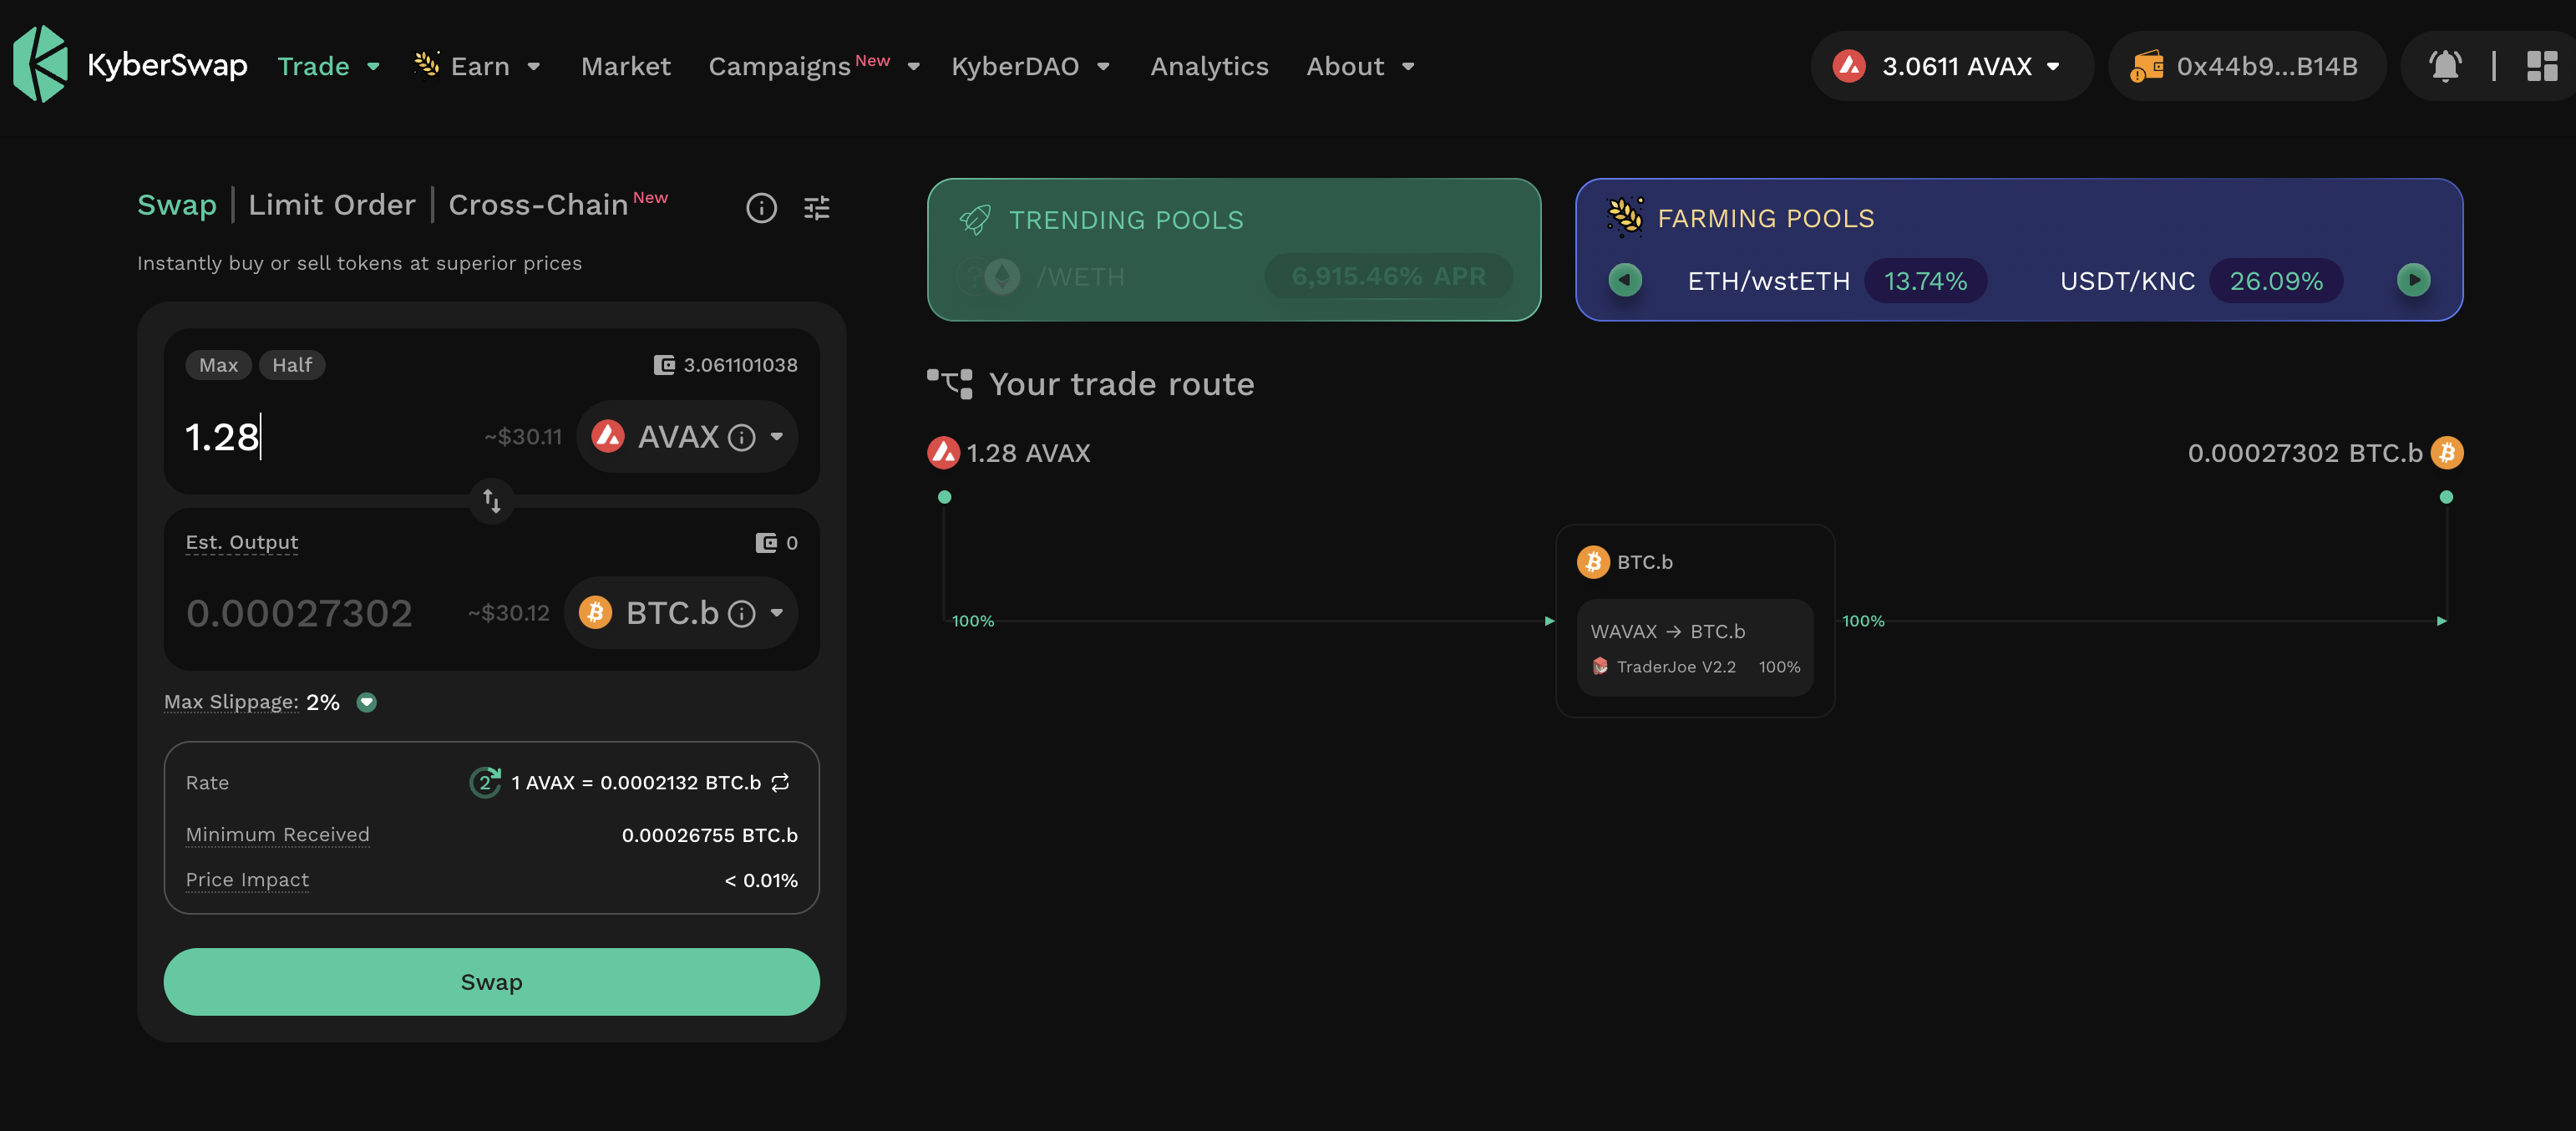 KyberSwap Trade Earn Market Campaigns New KyberDAO Analytics About 3.0611 AVAX 0x44b9...B14B
Swap | Limit Order | Cross-Chain New
Instantly buy or sell tokens at superior prices
Max Half 3.061101038
1.28 ~$30.11 AVAX
Est. Output 0
0.00027302 ~$30.12 BTC.b
Max Slippage: 2%
Rate 2 1 AVAX = 0.0002132 BTC.b
Minimum Received 0.00026755 BTC.b
Price Impact < 0.01%
Swap
TRENDING POOLS
/WETH 6,915.46% APR
FARMING POOLS
ETH/wstETH 13.74% USDT/KNC 26.09%
Your trade route
1.28 AVAX 0.00027302 BTC.b
BTC.b
100% 100%
WAVAX → BTC.b
TraderJoe V2.2 100%